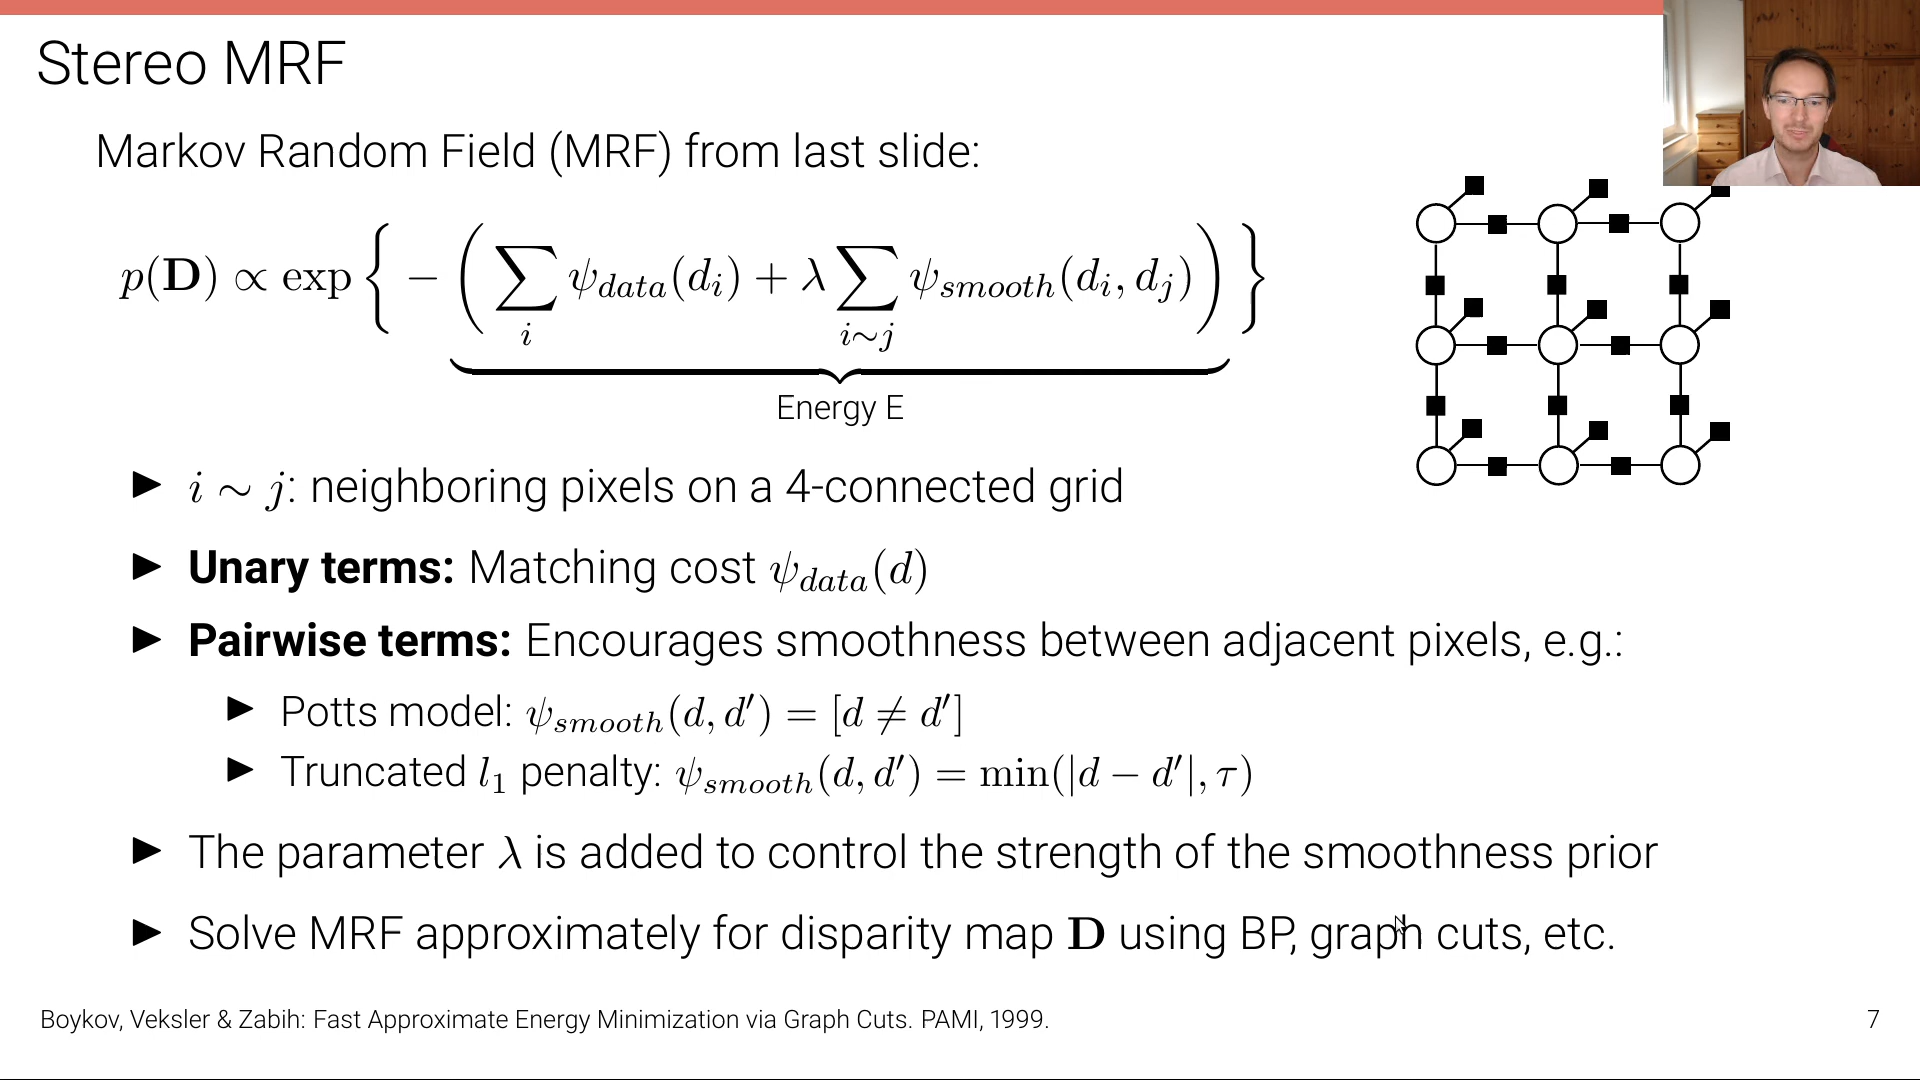 Stereo MRF
Markov Random Field (MRF) from last slide:
p(D) ∝ exp { − ( ∑_i ψ_data(d_i) + λ ∑_{i∼j} ψ_smooth(d_i, d_j) ) }
Energy E
► i ∼ j: neighboring pixels on a 4-connected grid
► Unary terms: Matching cost ψ_data(d)
► Pairwise terms: Encourages smoothness between adjacent pixels, e.g.:
► Potts model: ψ_smooth(d, d′) = [d ≠ d′]
► Truncated l_1 penalty: ψ_smooth(d, d′) = min(|d − d′|, τ)
► The parameter λ is added to control the strength of the smoothness prior
► Solve MRF approximately for disparity map D using BP, graph cuts, etc.
Boykov, Veksler & Zabih: Fast Approximate Energy Minimization via Graph Cuts. PAMI, 1999.
7